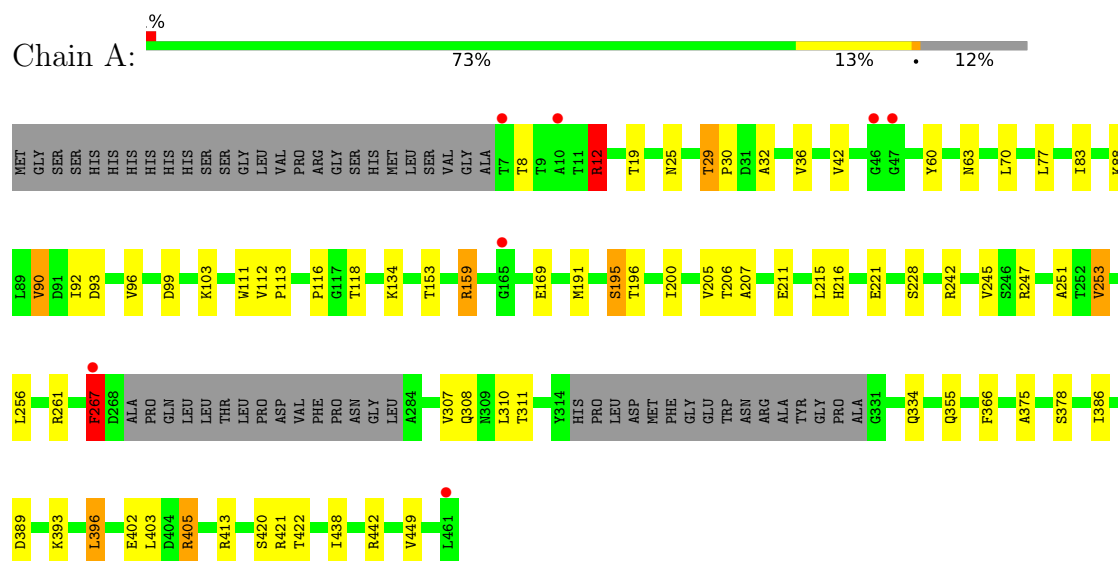 .%
Chain A:
73% 13% • 12%
MET GLY SER SER HIS HIS HIS HIS HIS HIS SER SER GLY LEU VAL PRO ARG GLY SER HIS MET LEU SER VAL GLY ALA T7 T8 T9 A10 T11 R12 T19 N25 T29 P30 D31 A32 V36 V42 G46 G47 Y60 N63 L70 L77 I83 K88
L89 V90 D91 I92 D93 V96 D99 K103 W111 V112 P113 P116 G117 T118 K134 T153 R159 G165 E169 M191 S195 T196 I200 V205 T206 A207 E211 L215 H216 E221 S228 R242 V245 S246 R247 A251 T252 V253
L256 R261 F267 D268 ALA PRO GLN LEU LEU THR LEU PRO ASP VAL PHE PRO ASN GLY LEU A284 V307 Q308 N309 L310 T311 Y314 HIS PRO LEU ASP MET PHE GLY GLU TRP ASN ARG ALA TYR GLY PRO ALA G331 Q334 Q355 F366 A375 S378 I386
D389 K393 L396 E402 L403 D404 R405 R413 S420 R421 T422 I438 R442 V449 L461